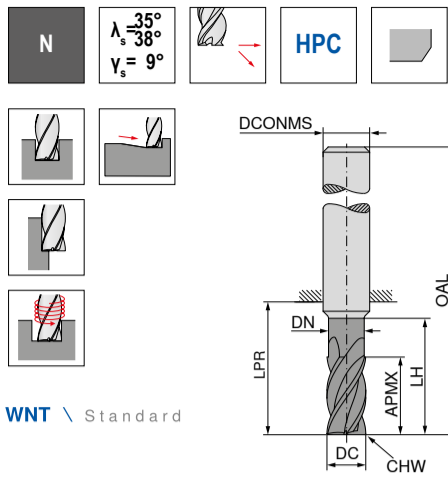 N
λs=35°
38°
γs= 9°
HPC
DCONMS
OAL
LPR
DN
APMX
LH
DC
CHW
WNT \ Standard